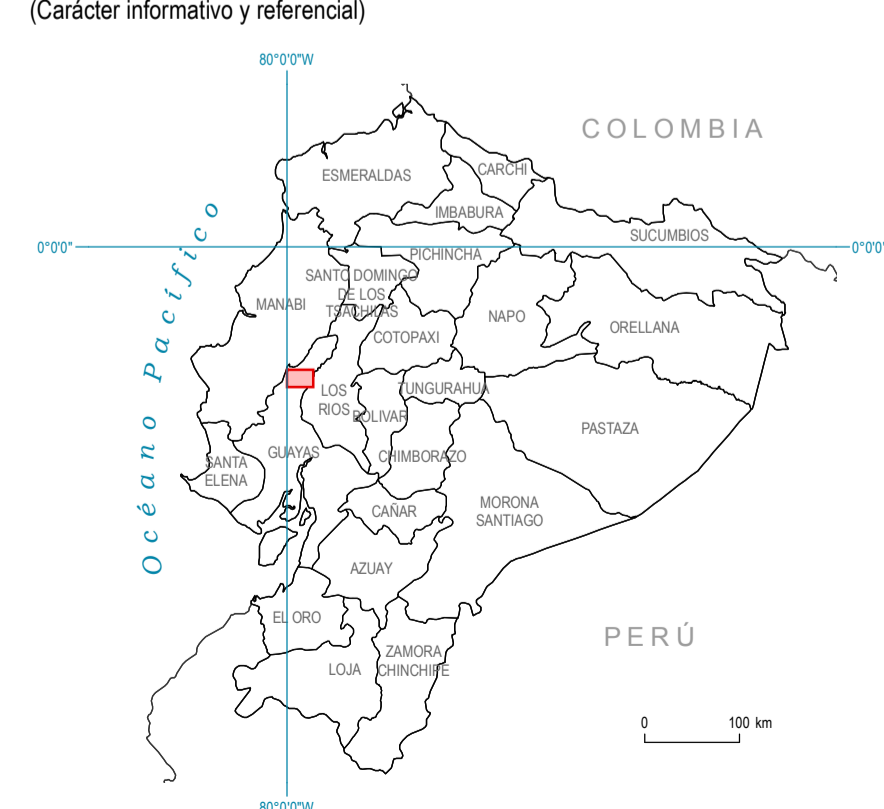 (Carácter informativo y referencial)
80°0'0"W
COLOMBIA
ESMERALDAS
CARCHI
IMBABURA
SUCUMBIOS
0°0'0"
0°0'0"
PICHINCHA
SANTO DOMINGO
DE LOS
TSACHILAS
MANABI
NAPO
ORELLANA
COTOPAXI
Océano Pacífico
TUNGURAHUA
LOS
RIOS
BOLIVAR
PASTAZA
GUAYAS
CHIMBORAZO
SANTA
ELENA
CAÑAR
MORONA
SANTIAGO
AZUAY
EL ORO
PERÚ
ZAMORA
CHINCHIPE
LOJA
0 100 km
80°0'0"W